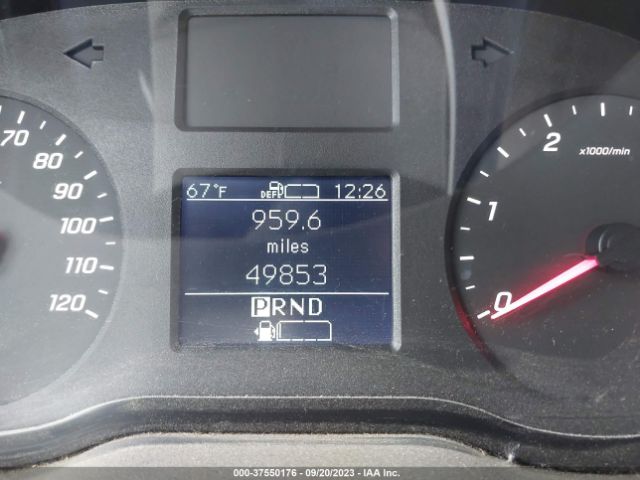 70
80
90
100
110
120
67°F DEF 12:26
959.6
miles
49853
PRND
2
x1000/min
1
0
000-37550176 - 09/20/2023 - IAA Inc.